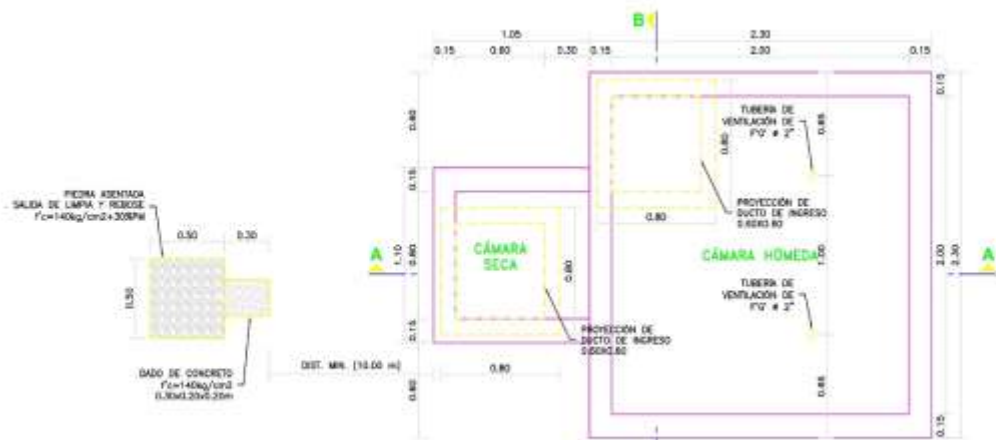 B
1.05
2.30
0.15
0.60
0.30
0.15
2.00
0.15
0.15
0.60
TUBERÍA DE
VENTILACIÓN DE
F°G° ø 2"
0.65
0.60
0.15
PIEDRA ASENTADA
SALIDA DE LIMPIA Y REBOSE
f'c=140kg/cm2+30%PM
PROYECCIÓN DE
DUCTO DE INGRESO
0.60X0.60
0.50
0.30
0.80
A
1.10
0.80
CÁMARA
SECA
0.80
CÁMARA HÚMEDA
1.00
2.00
2.30
A
0.50
TUBERÍA DE
VENTILACIÓN DE
F°G° ø 2"
0.15
PROYECCIÓN DE
DUCTO DE INGRESO
0.60X0.60
DADO DE CONCRETO
f'c=140kg/cm2
0.30x0.20x0.20m
DIST. MIN. (10.00 m)
0.80
0.60
0.65
0.15